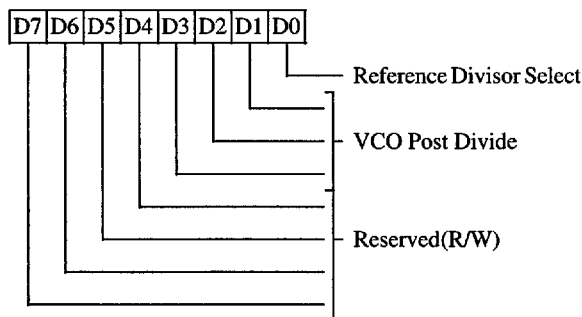 D7 D6 D5 D4 D3 D2 D1 D0
Reference Divisor Select
VCO Post Divide
Reserved(R/W)